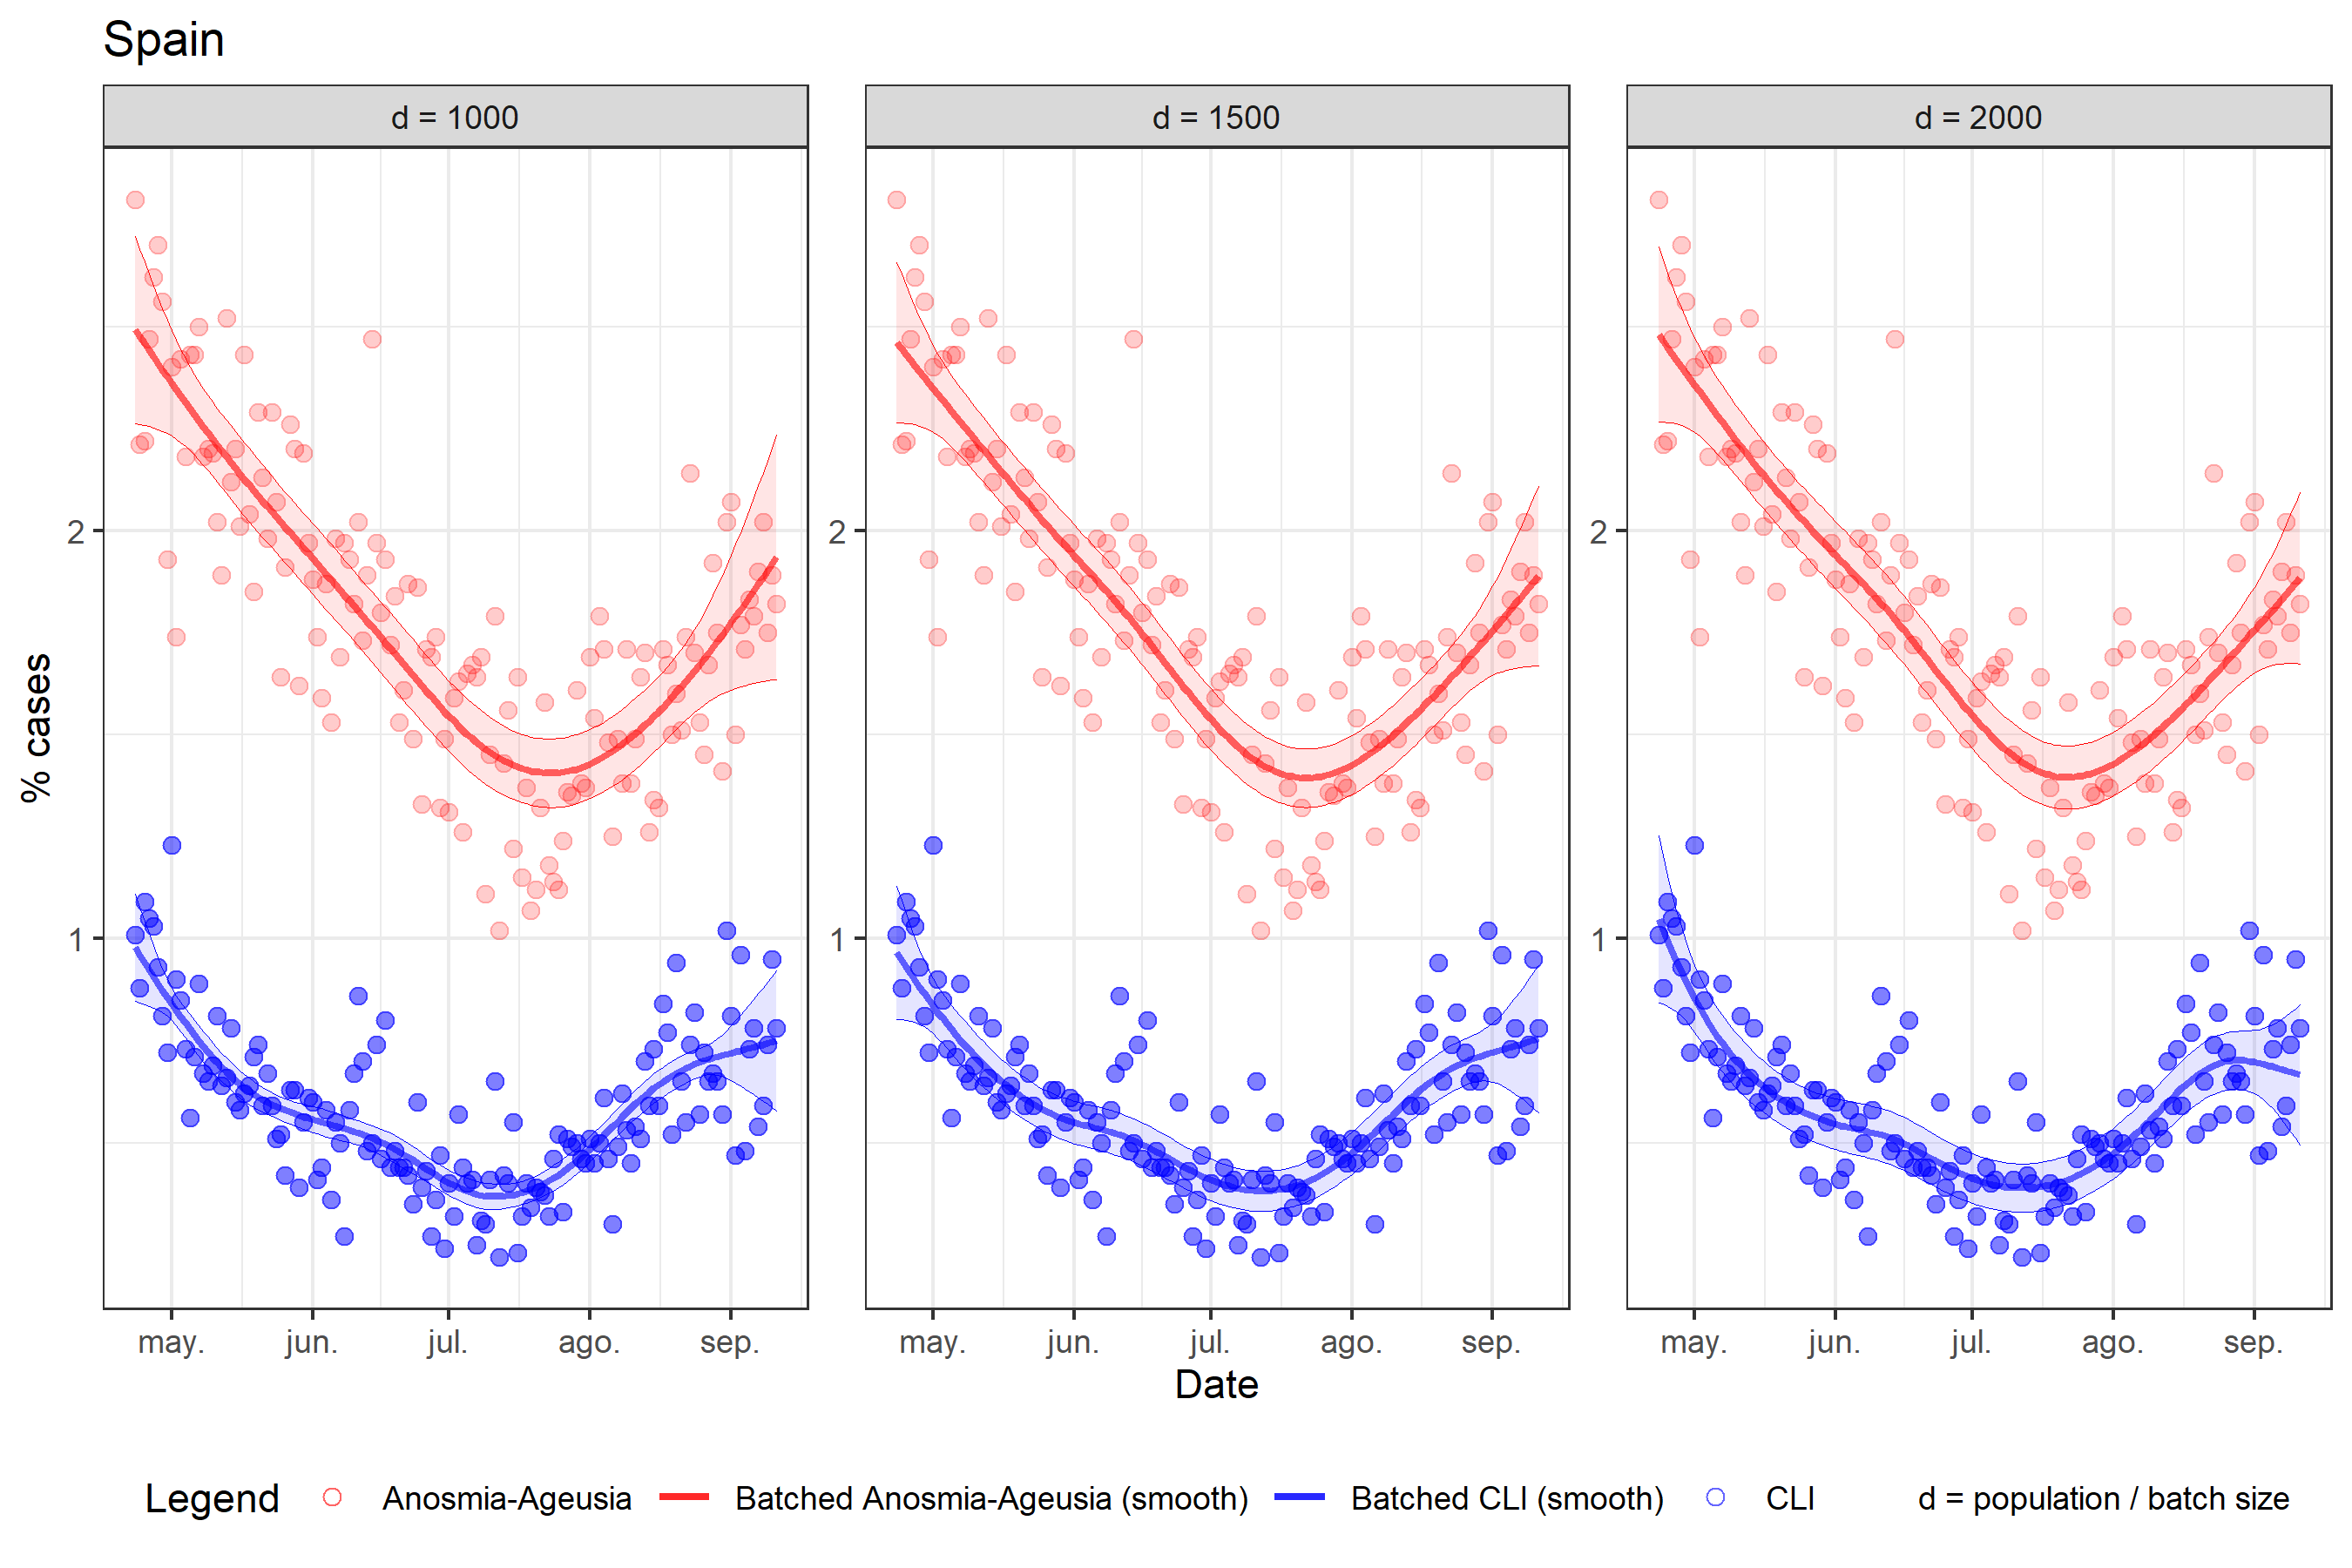 Spain
d = 1000
d = 1500
d = 2000
% cases
2
1
2
1
2
1
may. jun. jul. ago. sep.
may. jun. jul. ago. sep.
may. jun. jul. ago. sep.
Date
Legend Anosmia-Ageusia Batched Anosmia-Ageusia (smooth) Batched CLI (smooth) CLI d = population / batch size